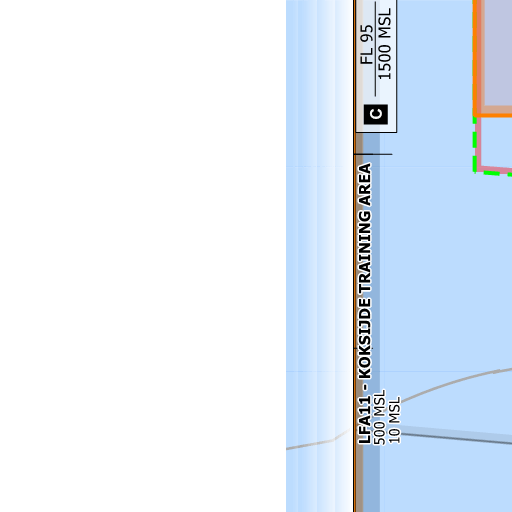 FL 95
1500 MSL
C
LFA11 - KOKSIJDE TRAINING AREA
500 MSL
10 MSL